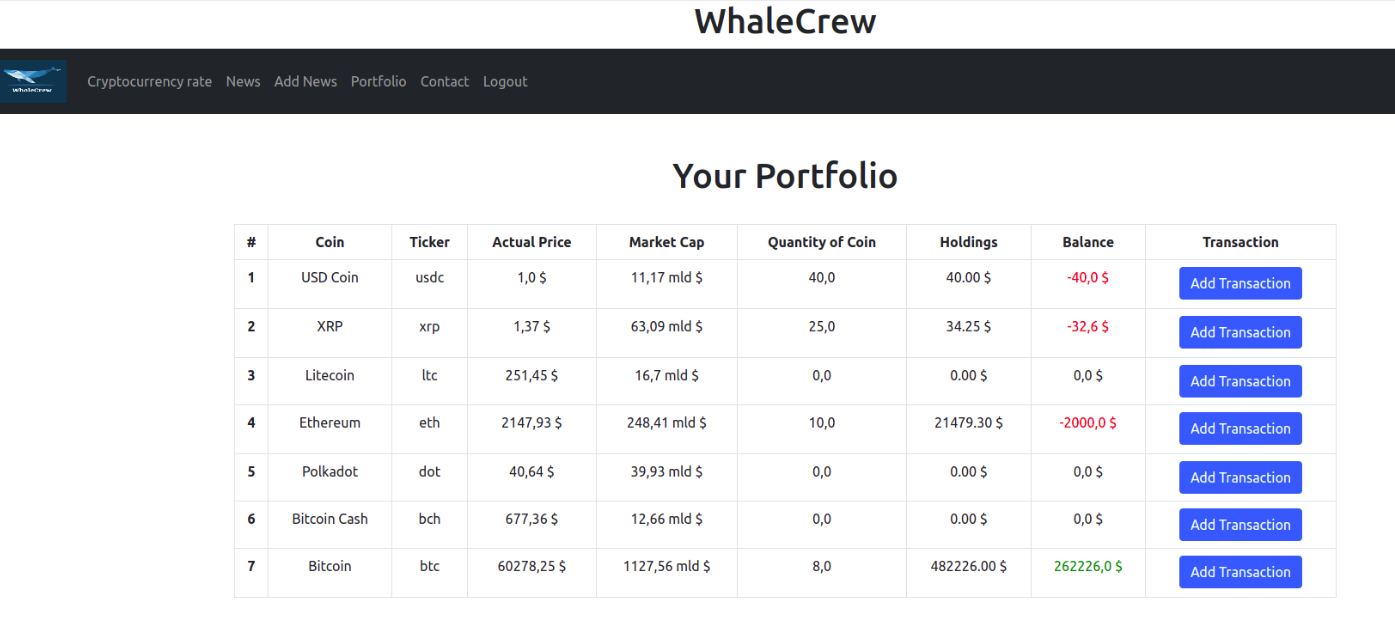 WhaleCrew
WhaleCrew
Cryptocurrency rate News Add News Portfolio Contact Logout
Your Portfolio
# Coin Ticker Actual Price Market Cap Quantity of Coin Holdings Balance Transaction
1 USD Coin usdc 1,0 $ 11,17 mld $ 40,0 40.00 $ -40,0 $ Add Transaction
2 XRP xrp 1,37 $ 63,09 mld $ 25,0 34.25 $ -32,6 $ Add Transaction
3 Litecoin ltc 251,45 $ 16,7 mld $ 0,0 0.00 $ 0,0 $ Add Transaction
4 Ethereum eth 2147,93 $ 248,41 mld $ 10,0 21479.30 $ -2000,0 $ Add Transaction
5 Polkadot dot 40,64 $ 39,93 mld $ 0,0 0.00 $ 0,0 $ Add Transaction
6 Bitcoin Cash bch 677,36 $ 12,66 mld $ 0,0 0.00 $ 0,0 $ Add Transaction
7 Bitcoin btc 60278,25 $ 1127,56 mld $ 8,0 482226.00 $ 262226,0 $ Add Transaction